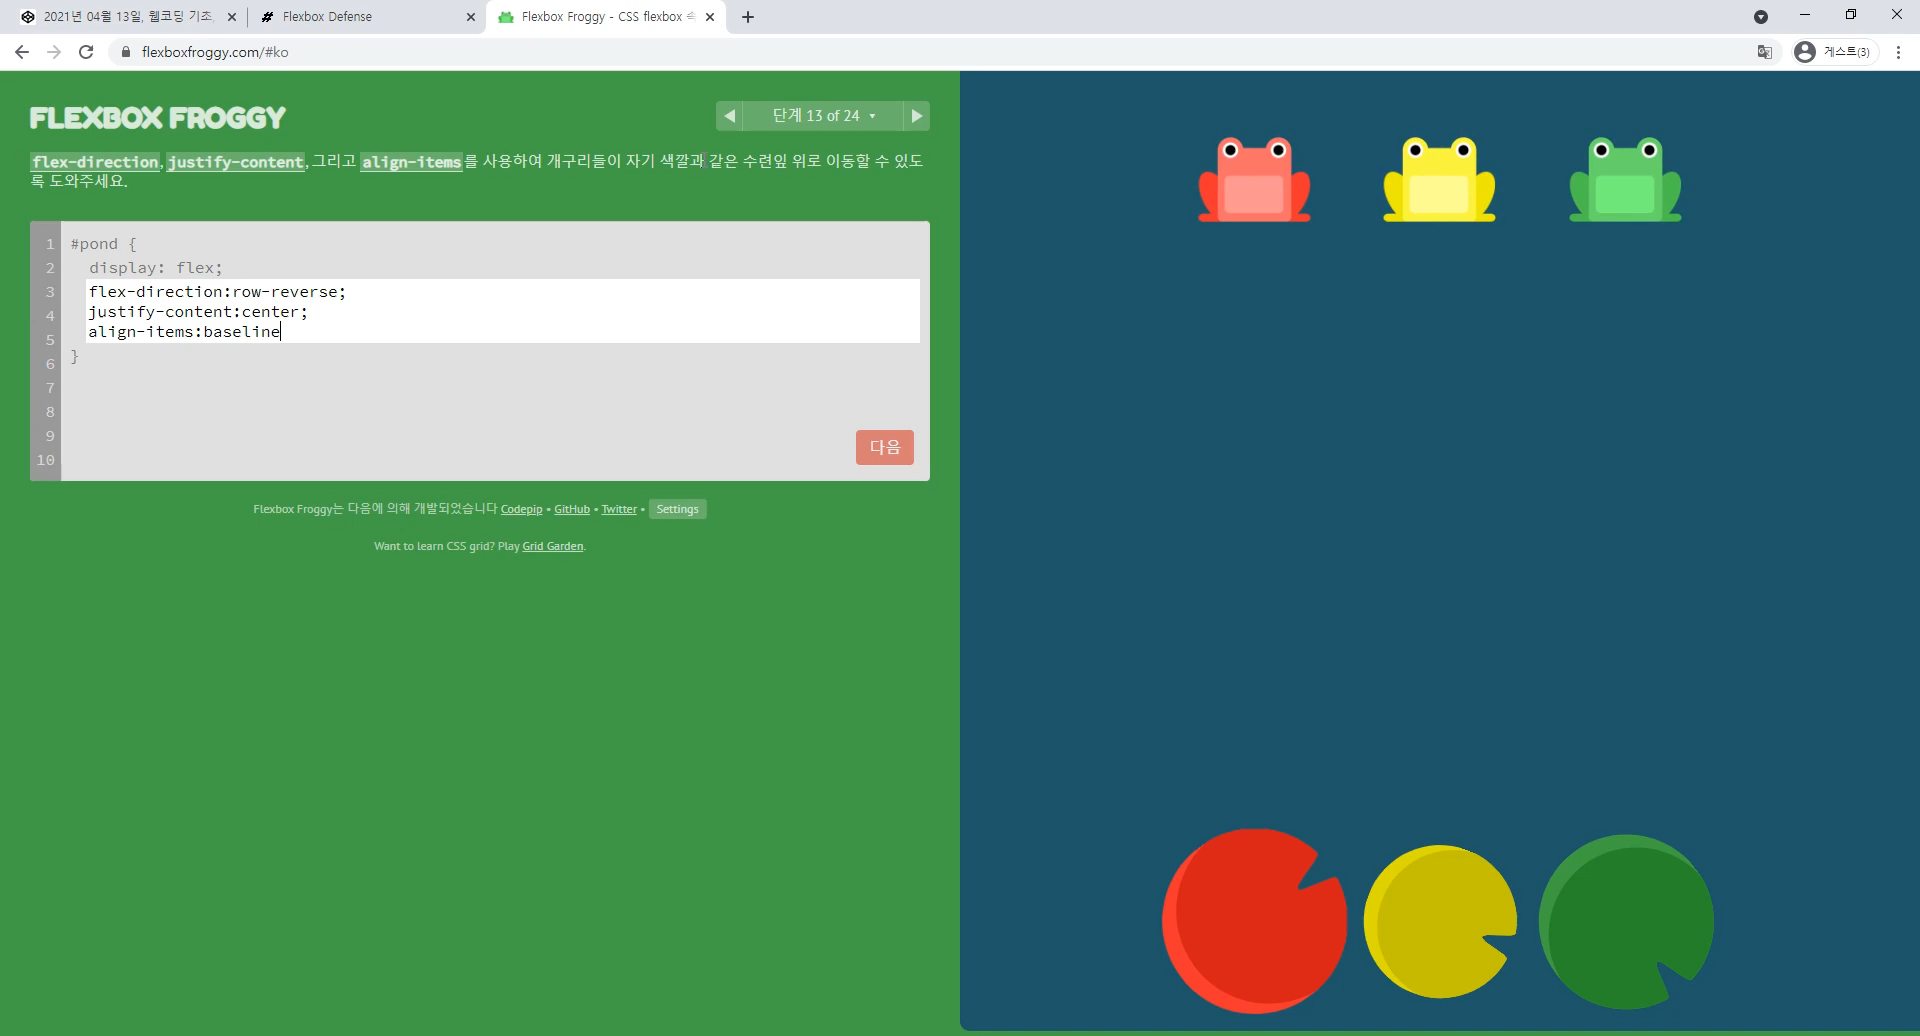 2021년 04월 13일, 웹코딩 기초,
Flexbox Defense
Flexbox Froggy - CSS flexbox 속
flexboxfroggy.com/#ko
게스트(3)
FLEXBOX FROGGY
단계 13 of 24
flex-direction, justify-content, 그리고 align-items를 사용하여 개구리들이 자기 색깔과 같은 수련잎 위로 이동할 수 있도
록 도와주세요.
1 #pond {
2 display: flex;
3 flex-direction:row-reverse;
4 justify-content:center;
5 align-items:baseline
6 }
7
8
9
10
다음
Flexbox Froggy는 다음에 의해 개발되었습니다 Codepip • GitHub • Twitter • Settings
Want to learn CSS grid? Play Grid Garden.